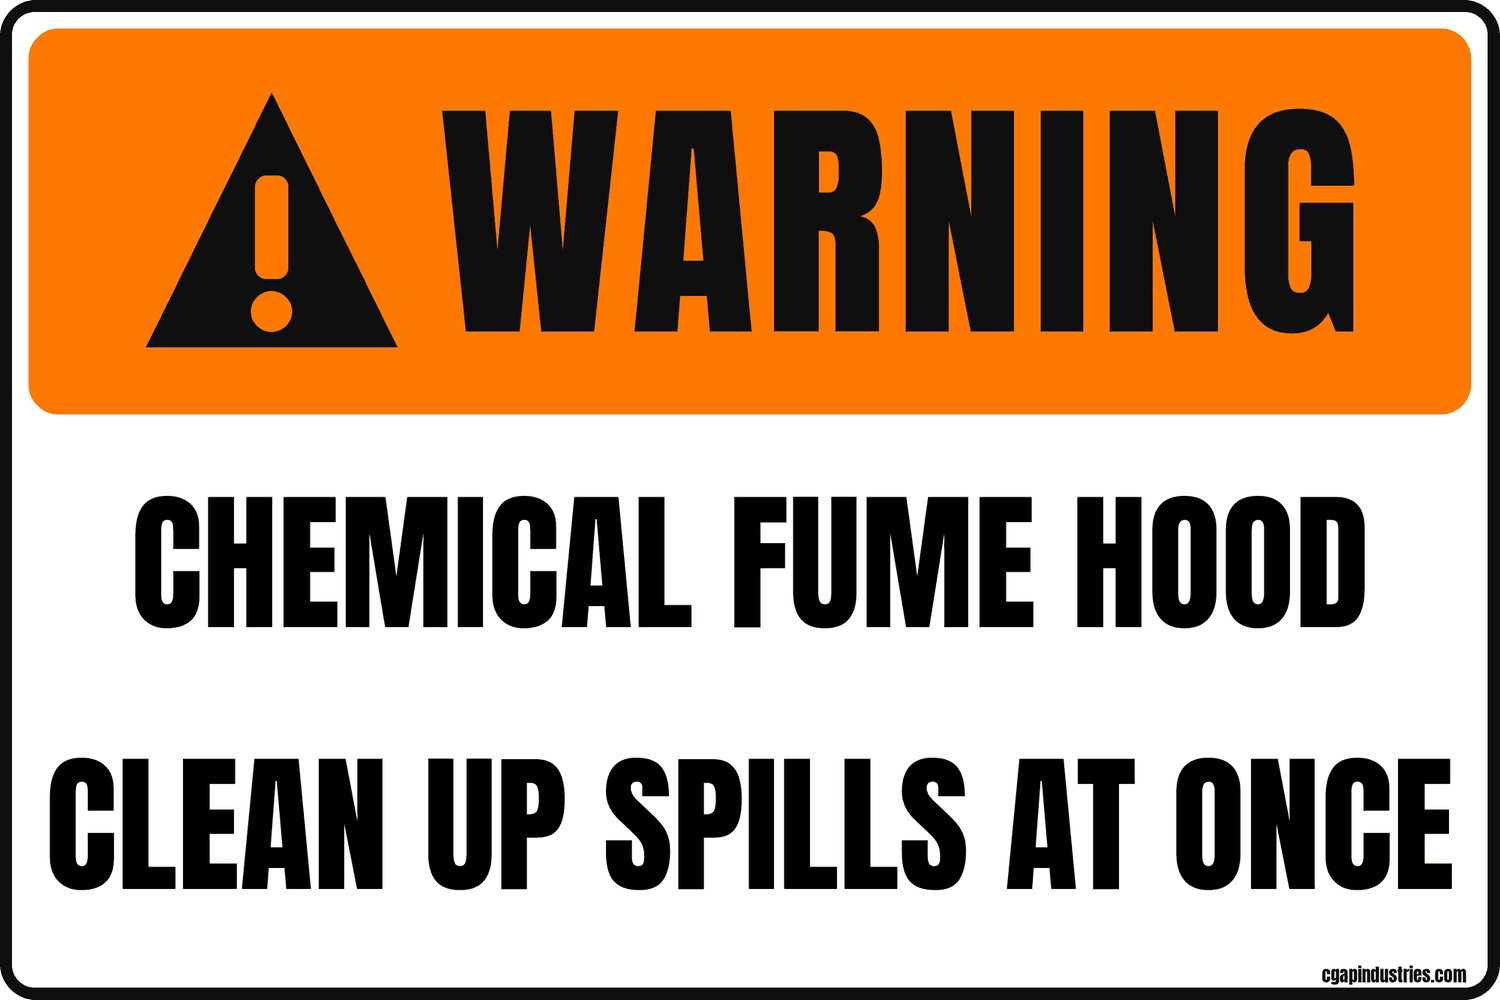 WARNING
CHEMICAL FUME HOOD
CLEAN UP SPILLS AT ONCE
cgapindustries.com